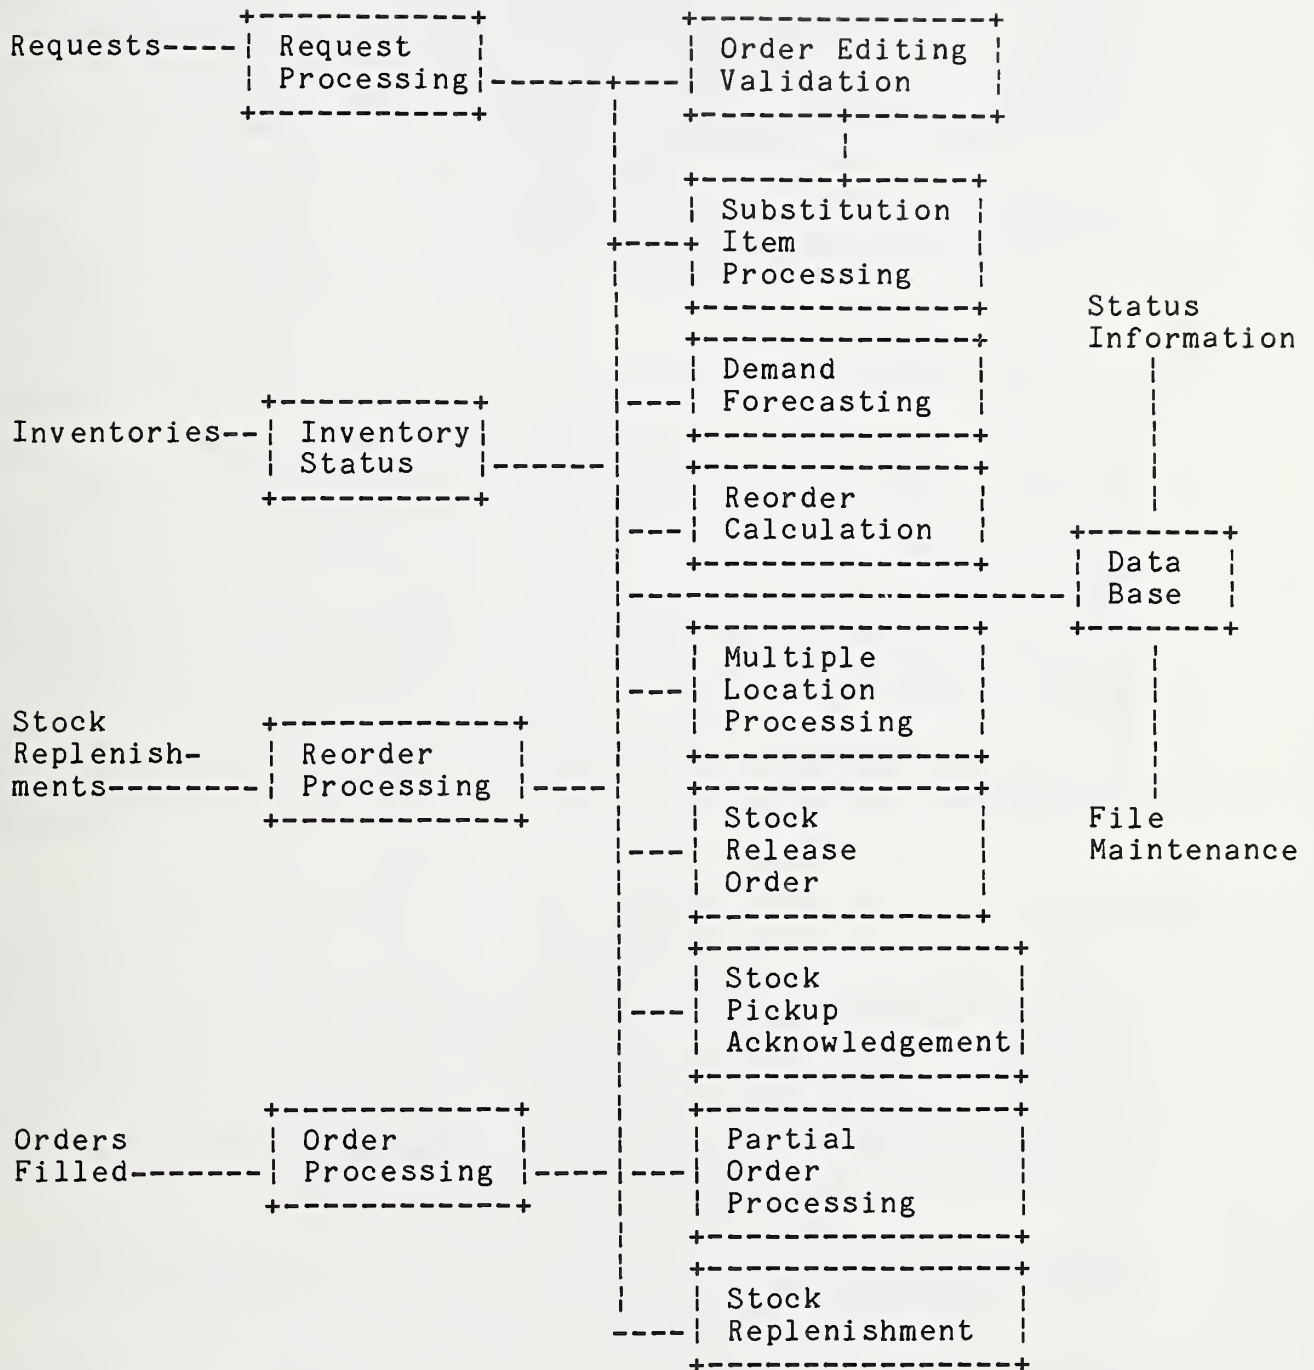 Requests
Request
Processing
Order Editing
Validation
Substitution
Item
Processing
Status
Information
Demand
Forecasting
Inventories
Inventory
Status
Reorder
Calculation
Data
Base
Multiple
Location
Processing
Stock
Replenish-
ments
Reorder
Processing
Stock
Release
Order
File
Maintenance
Stock
Pickup
Acknowledgement
Orders
Filled
Order
Processing
Partial
Order
Processing
Stock
Replenishment